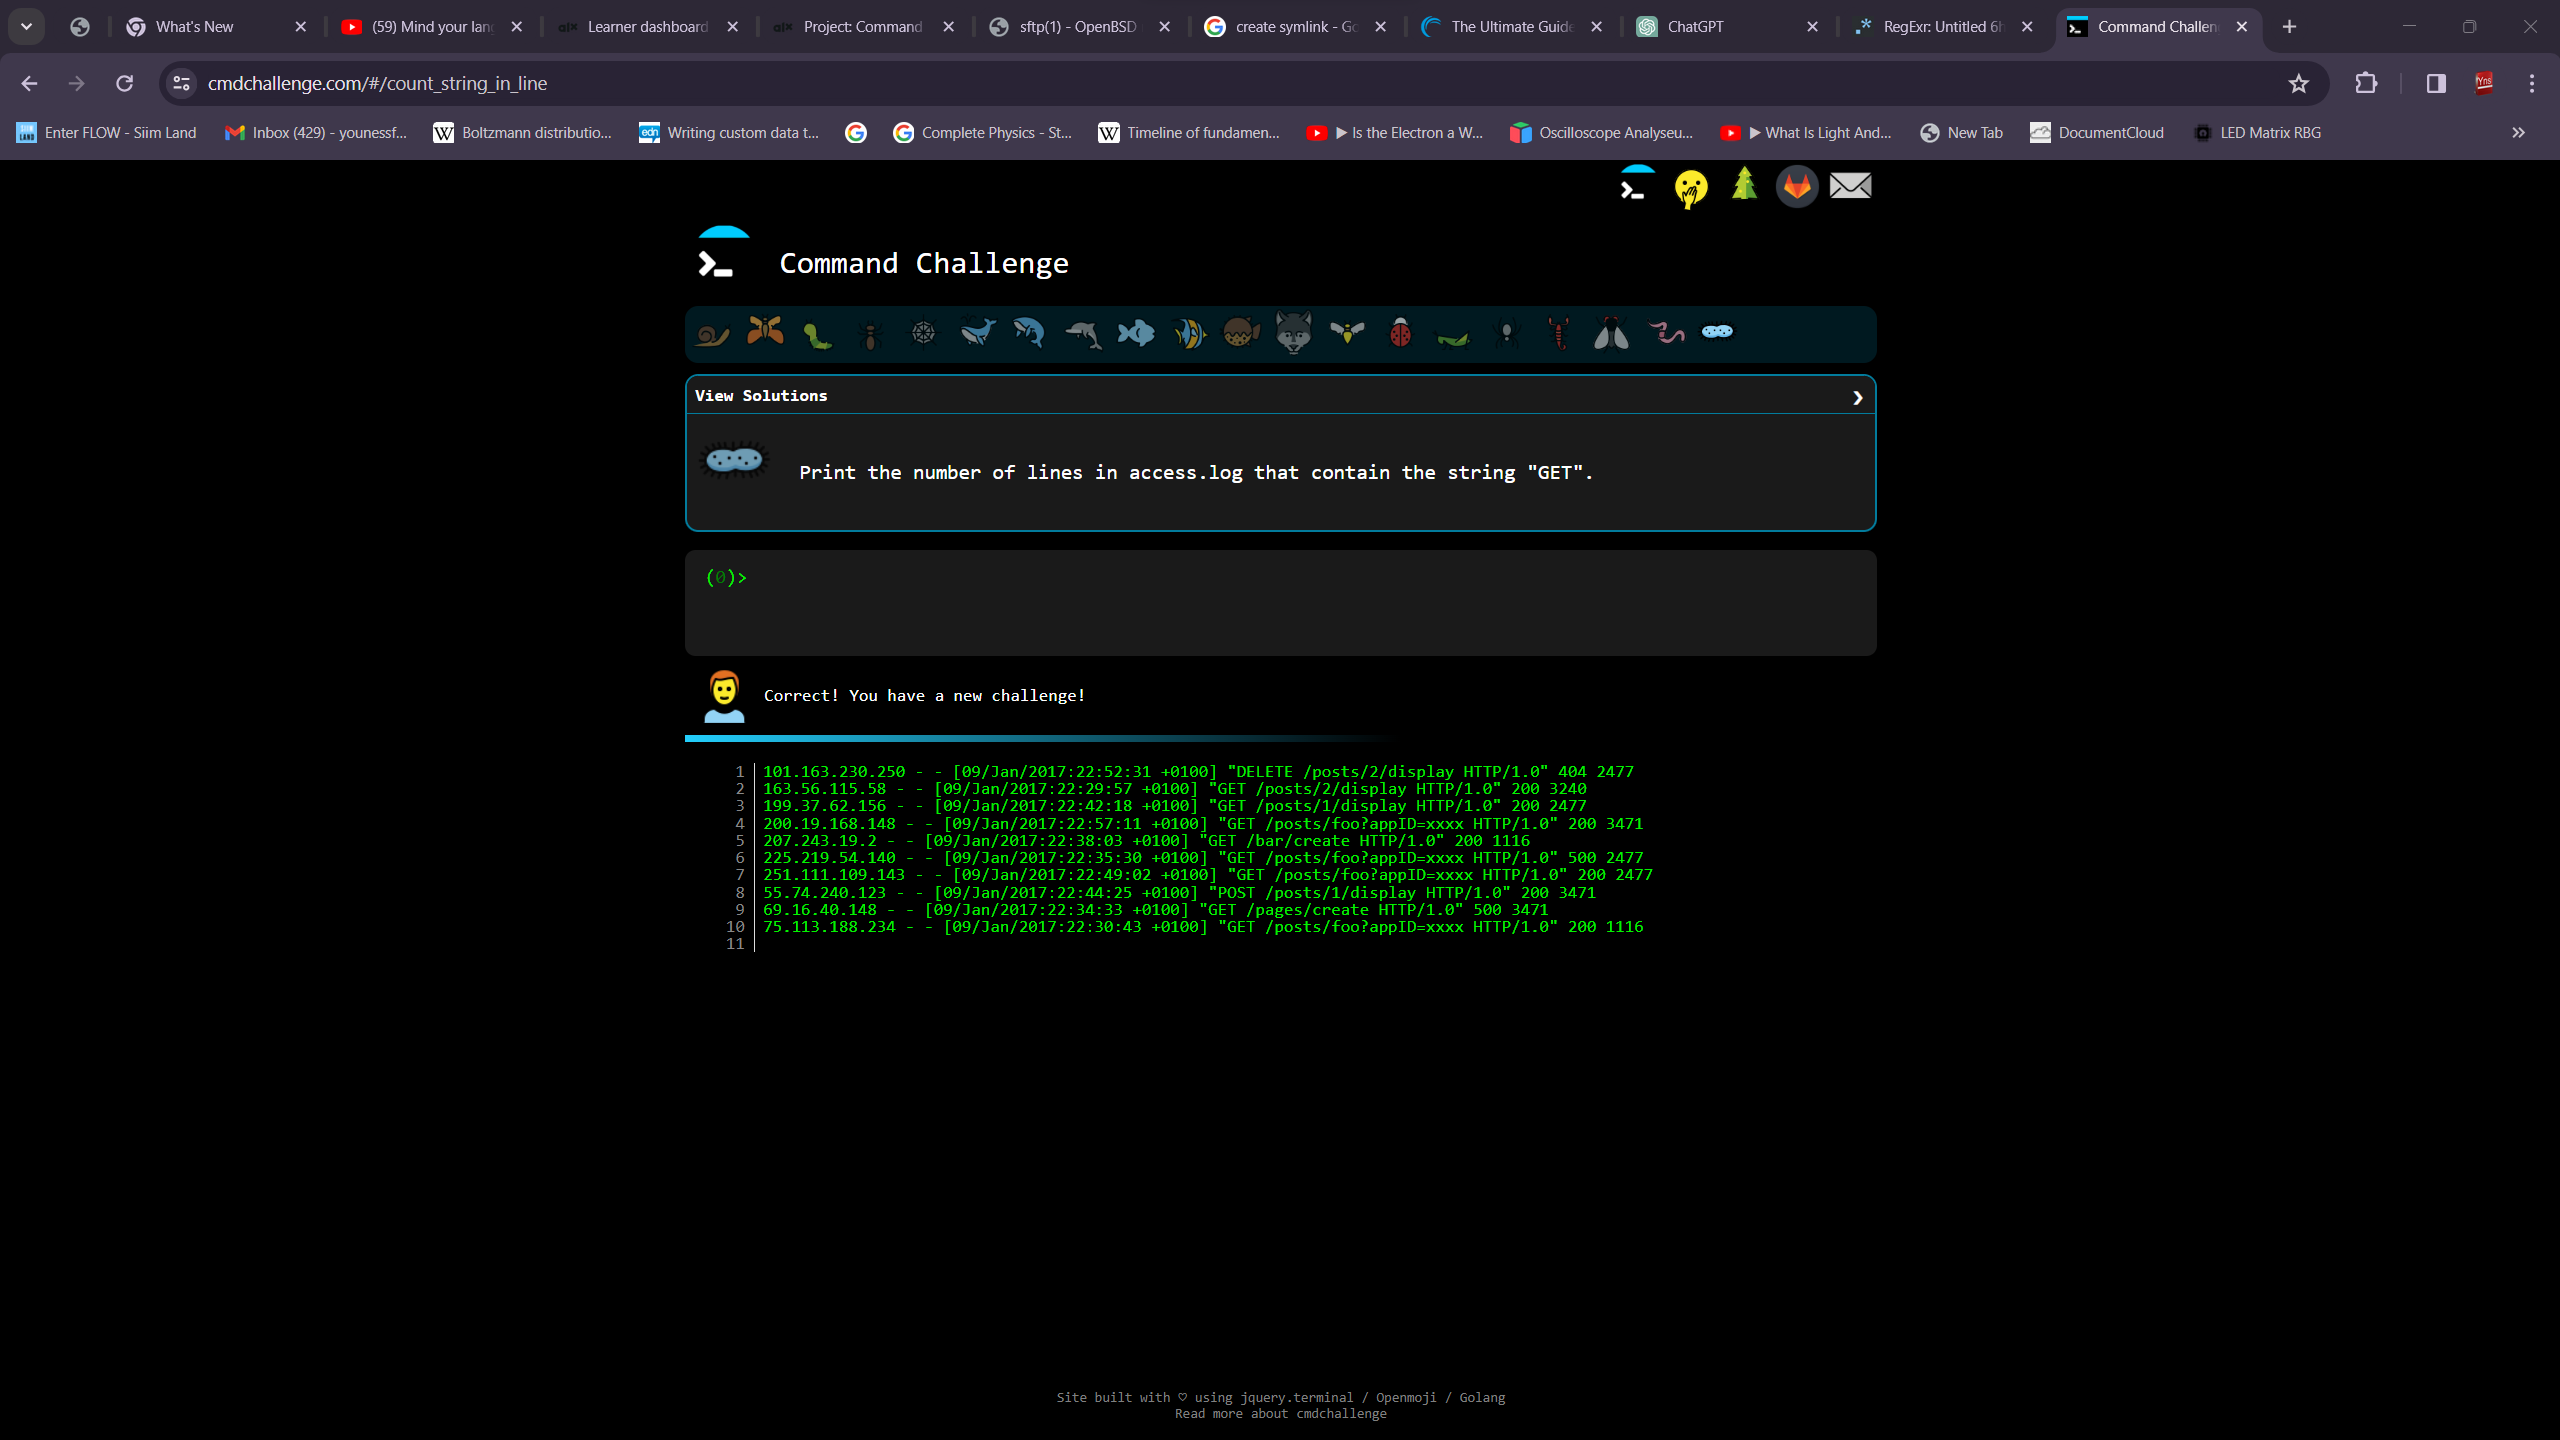 What's New
(59) Mind your lan
Learner dashboard
Project: Command
sftp(1) - OpenBSD
create symlink - Go
The Ultimate Guide
ChatGPT
RegExr: Untitled 6h
Command Challen
cmdchallenge.com/#/count_string_in_line
Enter FLOW - Siim Land
Inbox (429) - younessf...
Boltzmann distributio...
Writing custom data t...
Complete Physics - St...
Timeline of fundamen...
▶ Is the Electron a W...
Oscilloscope Analyseu...
▶ What Is Light And...
New Tab
DocumentCloud
LED Matrix RBG
Command Challenge
View Solutions
Print the number of lines in access.log that contain the string "GET".
(0)>
Correct! You have a new challenge!
1 101.163.230.250 - - [09/Jan/2017:22:52:31 +0100] "DELETE /posts/2/display HTTP/1.0" 404 2477
2 163.56.115.58 - - [09/Jan/2017:22:29:57 +0100] "GET /posts/2/display HTTP/1.0" 200 3240
3 199.37.62.156 - - [09/Jan/2017:22:42:18 +0100] "GET /posts/1/display HTTP/1.0" 200 2477
4 200.19.168.148 - - [09/Jan/2017:22:57:11 +0100] "GET /posts/foo?appID=xxxx HTTP/1.0" 200 3471
5 207.243.19.2 - - [09/Jan/2017:22:38:03 +0100] "GET /bar/create HTTP/1.0" 200 1116
6 225.219.54.140 - - [09/Jan/2017:22:35:30 +0100] "GET /posts/foo?appID=xxxx HTTP/1.0" 500 2477
7 251.111.109.143 - - [09/Jan/2017:22:49:02 +0100] "GET /posts/foo?appID=xxxx HTTP/1.0" 200 2477
8 55.74.240.123 - - [09/Jan/2017:22:44:25 +0100] "POST /posts/1/display HTTP/1.0" 200 3471
9 69.16.40.148 - - [09/Jan/2017:22:34:33 +0100] "GET /pages/create HTTP/1.0" 500 3471
10 75.113.188.234 - - [09/Jan/2017:22:30:43 +0100] "GET /posts/foo?appID=xxxx HTTP/1.0" 200 1116
11
Site built with ♡ using jquery.terminal / Openmoji / Golang
Read more about cmdchallenge